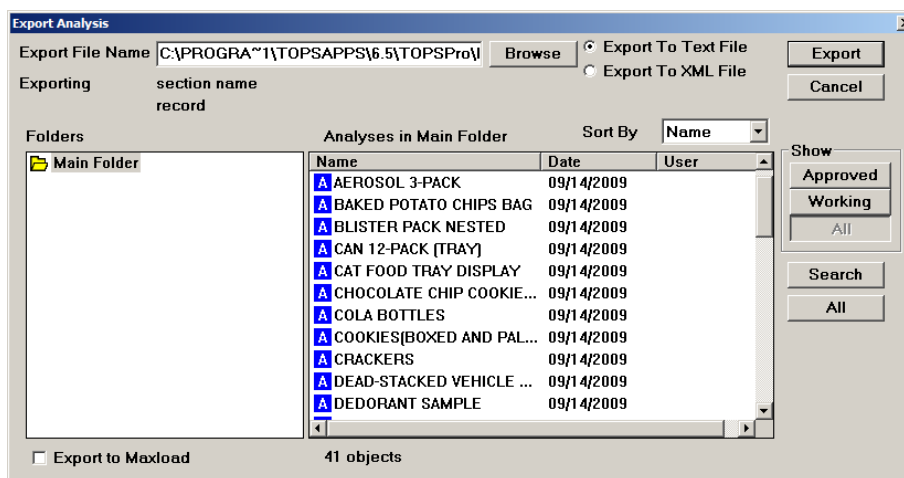 Export Analysis
Export File Name C:\PROGRA~1\TOPSAPPS\6.5\TOPSPro\ Browse Export To Text File Export
Export To XML File
Exporting section name Cancel
record
Folders Analyses in Main Folder Sort By Name
Main Folder Name Date User Show
A AEROSOL 3-PACK 09/14/2009 Approved
A BAKED POTATO CHIPS BAG 09/14/2009 Working
A BLISTER PACK NESTED 09/14/2009 All
A CAN 12-PACK (TRAY) 09/14/2009
A CAT FOOD TRAY DISPLAY 09/14/2009 Search
A CHOCOLATE CHIP COOKIE... 09/14/2009
A COLA BOTTLES 09/14/2009 All
A COOKIES(BOXED AND PAL... 09/14/2009
A CRACKERS 09/14/2009
A DEAD-STACKED VEHICLE ... 09/14/2009
A DEDORANT SAMPLE 09/14/2009
Export to Maxload 41 objects